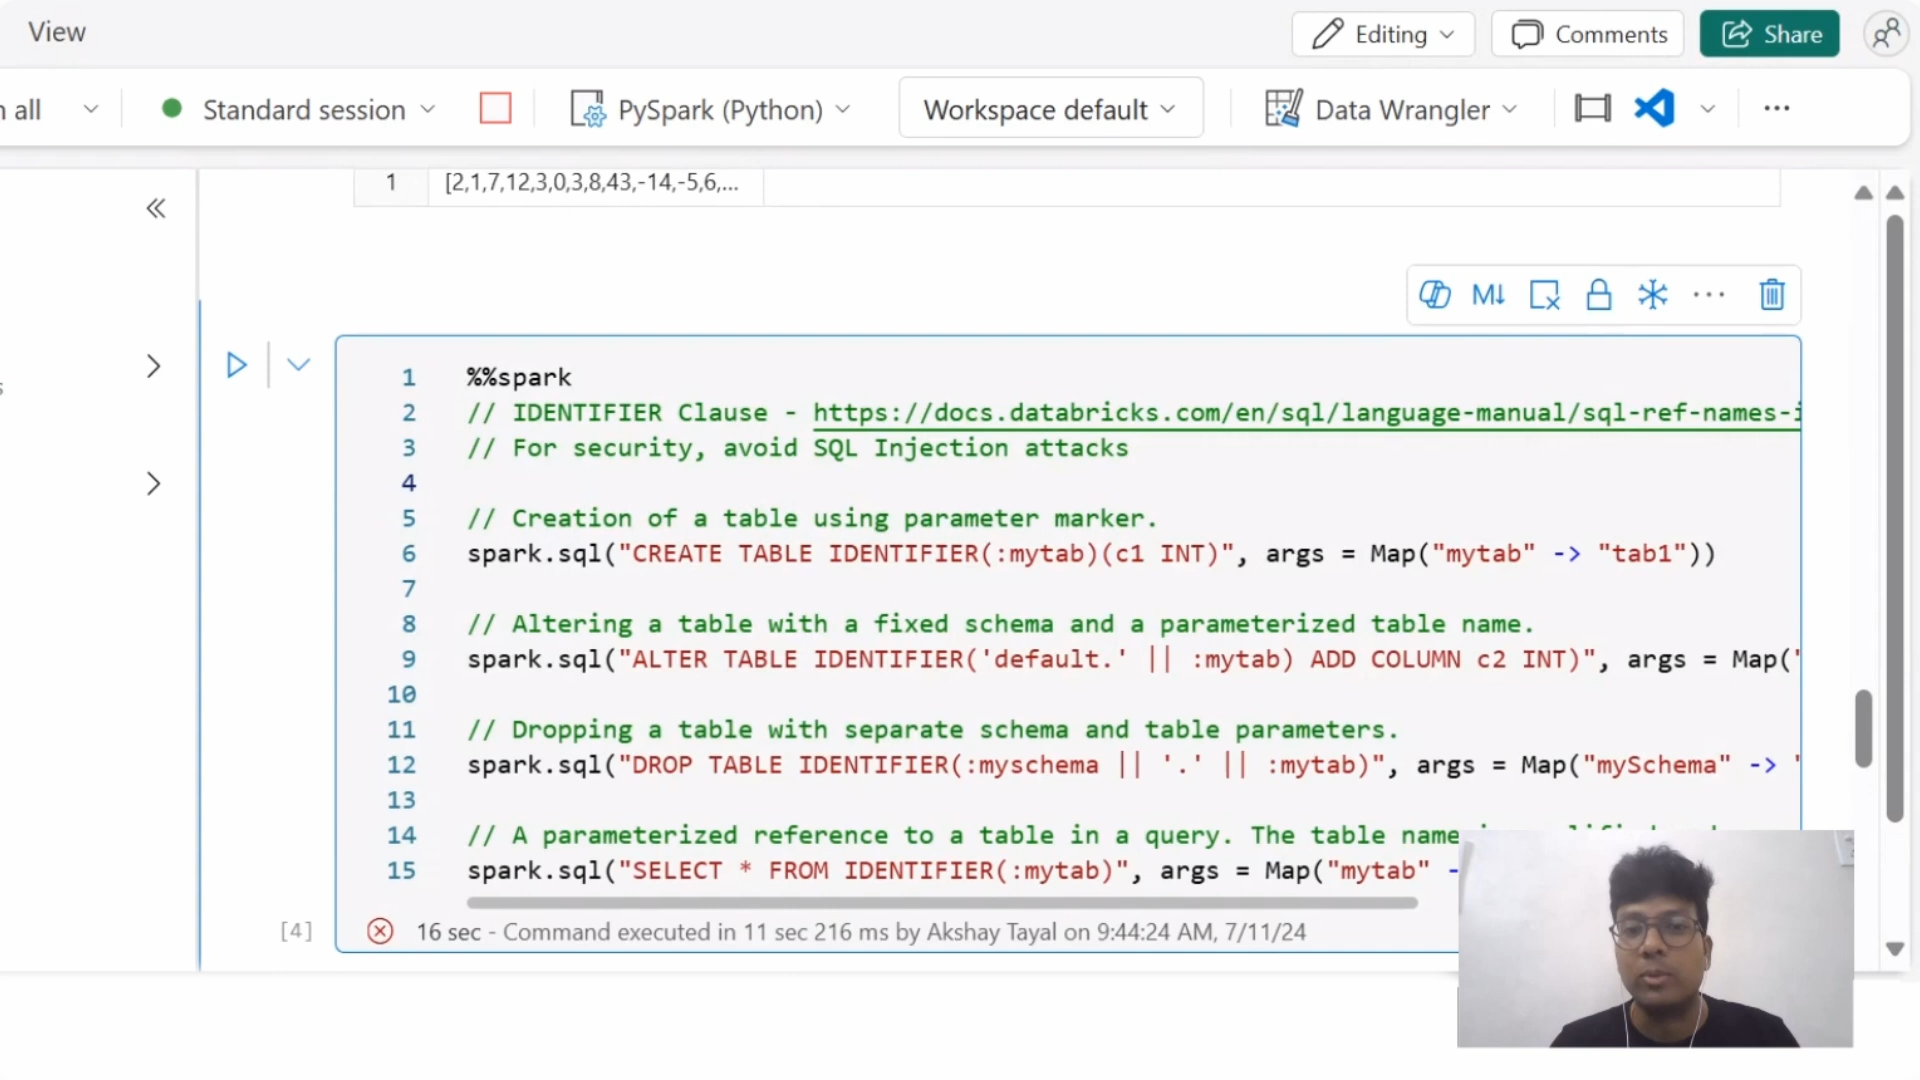 View
Editing
Comments
Share
all
Standard session
PySpark (Python)
Workspace default
Data Wrangler
1 [2,1,7,12,3,0,3,8,43,-14,-5,6,...
M↓
1 %%spark
2 // IDENTIFIER Clause - https://docs.databricks.com/en/sql/language-manual/sql-ref-names-i
3 // For security, avoid SQL Injection attacks
4
5 // Creation of a table using parameter marker.
6 spark.sql("CREATE TABLE IDENTIFIER(:mytab)(c1 INT)", args = Map("mytab" -> "tab1"))
7
8 // Altering a table with a fixed schema and a parameterized table name.
9 spark.sql("ALTER TABLE IDENTIFIER('default.' || :mytab) ADD COLUMN c2 INT)", args = Map("
10
11 // Dropping a table with separate schema and table parameters.
12 spark.sql("DROP TABLE IDENTIFIER(:myschema || '.' || :mytab)", args = Map("mySchema" -> "
13
14 // A parameterized reference to a table in a query. The table name
15 spark.sql("SELECT * FROM IDENTIFIER(:mytab)", args = Map("mytab" -
[4] 16 sec - Command executed in 11 sec 216 ms by Akshay Tayal on 9:44:24 AM, 7/11/24